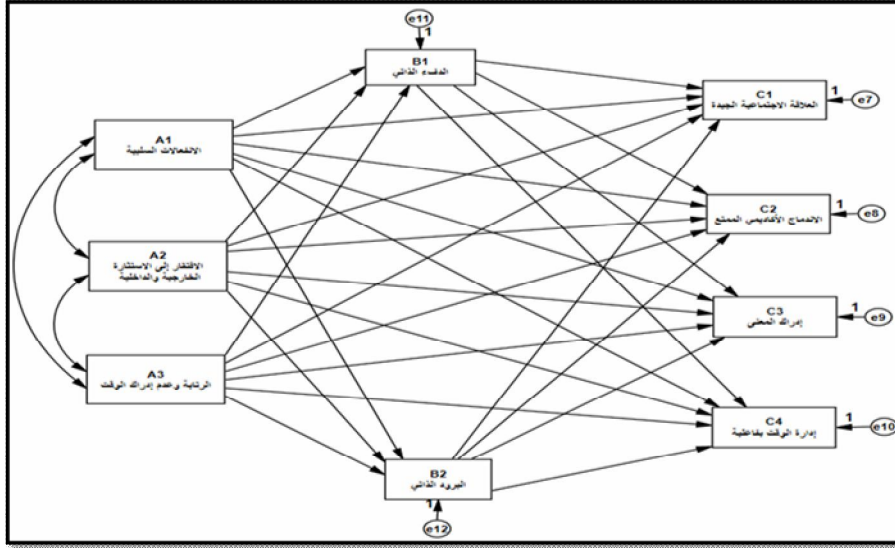 e11
1
B1
الدفء الذاتي
C1
العلاقة الاجتماعية الجيدة
1
e7
A1
الانفعالات السلبية
C2
الاندماج الأكاديمي الممتع
1
e8
A2
الافتقار إلى الاستثارة
الخارجية والداخلية
C3
إدراك المعنى
1
e9
A3
الرتابة وعدم إدراك الوقت
C4
إدارة الوقت بفاعلية
1
e10
B2
البرود الذاتي
1
e12